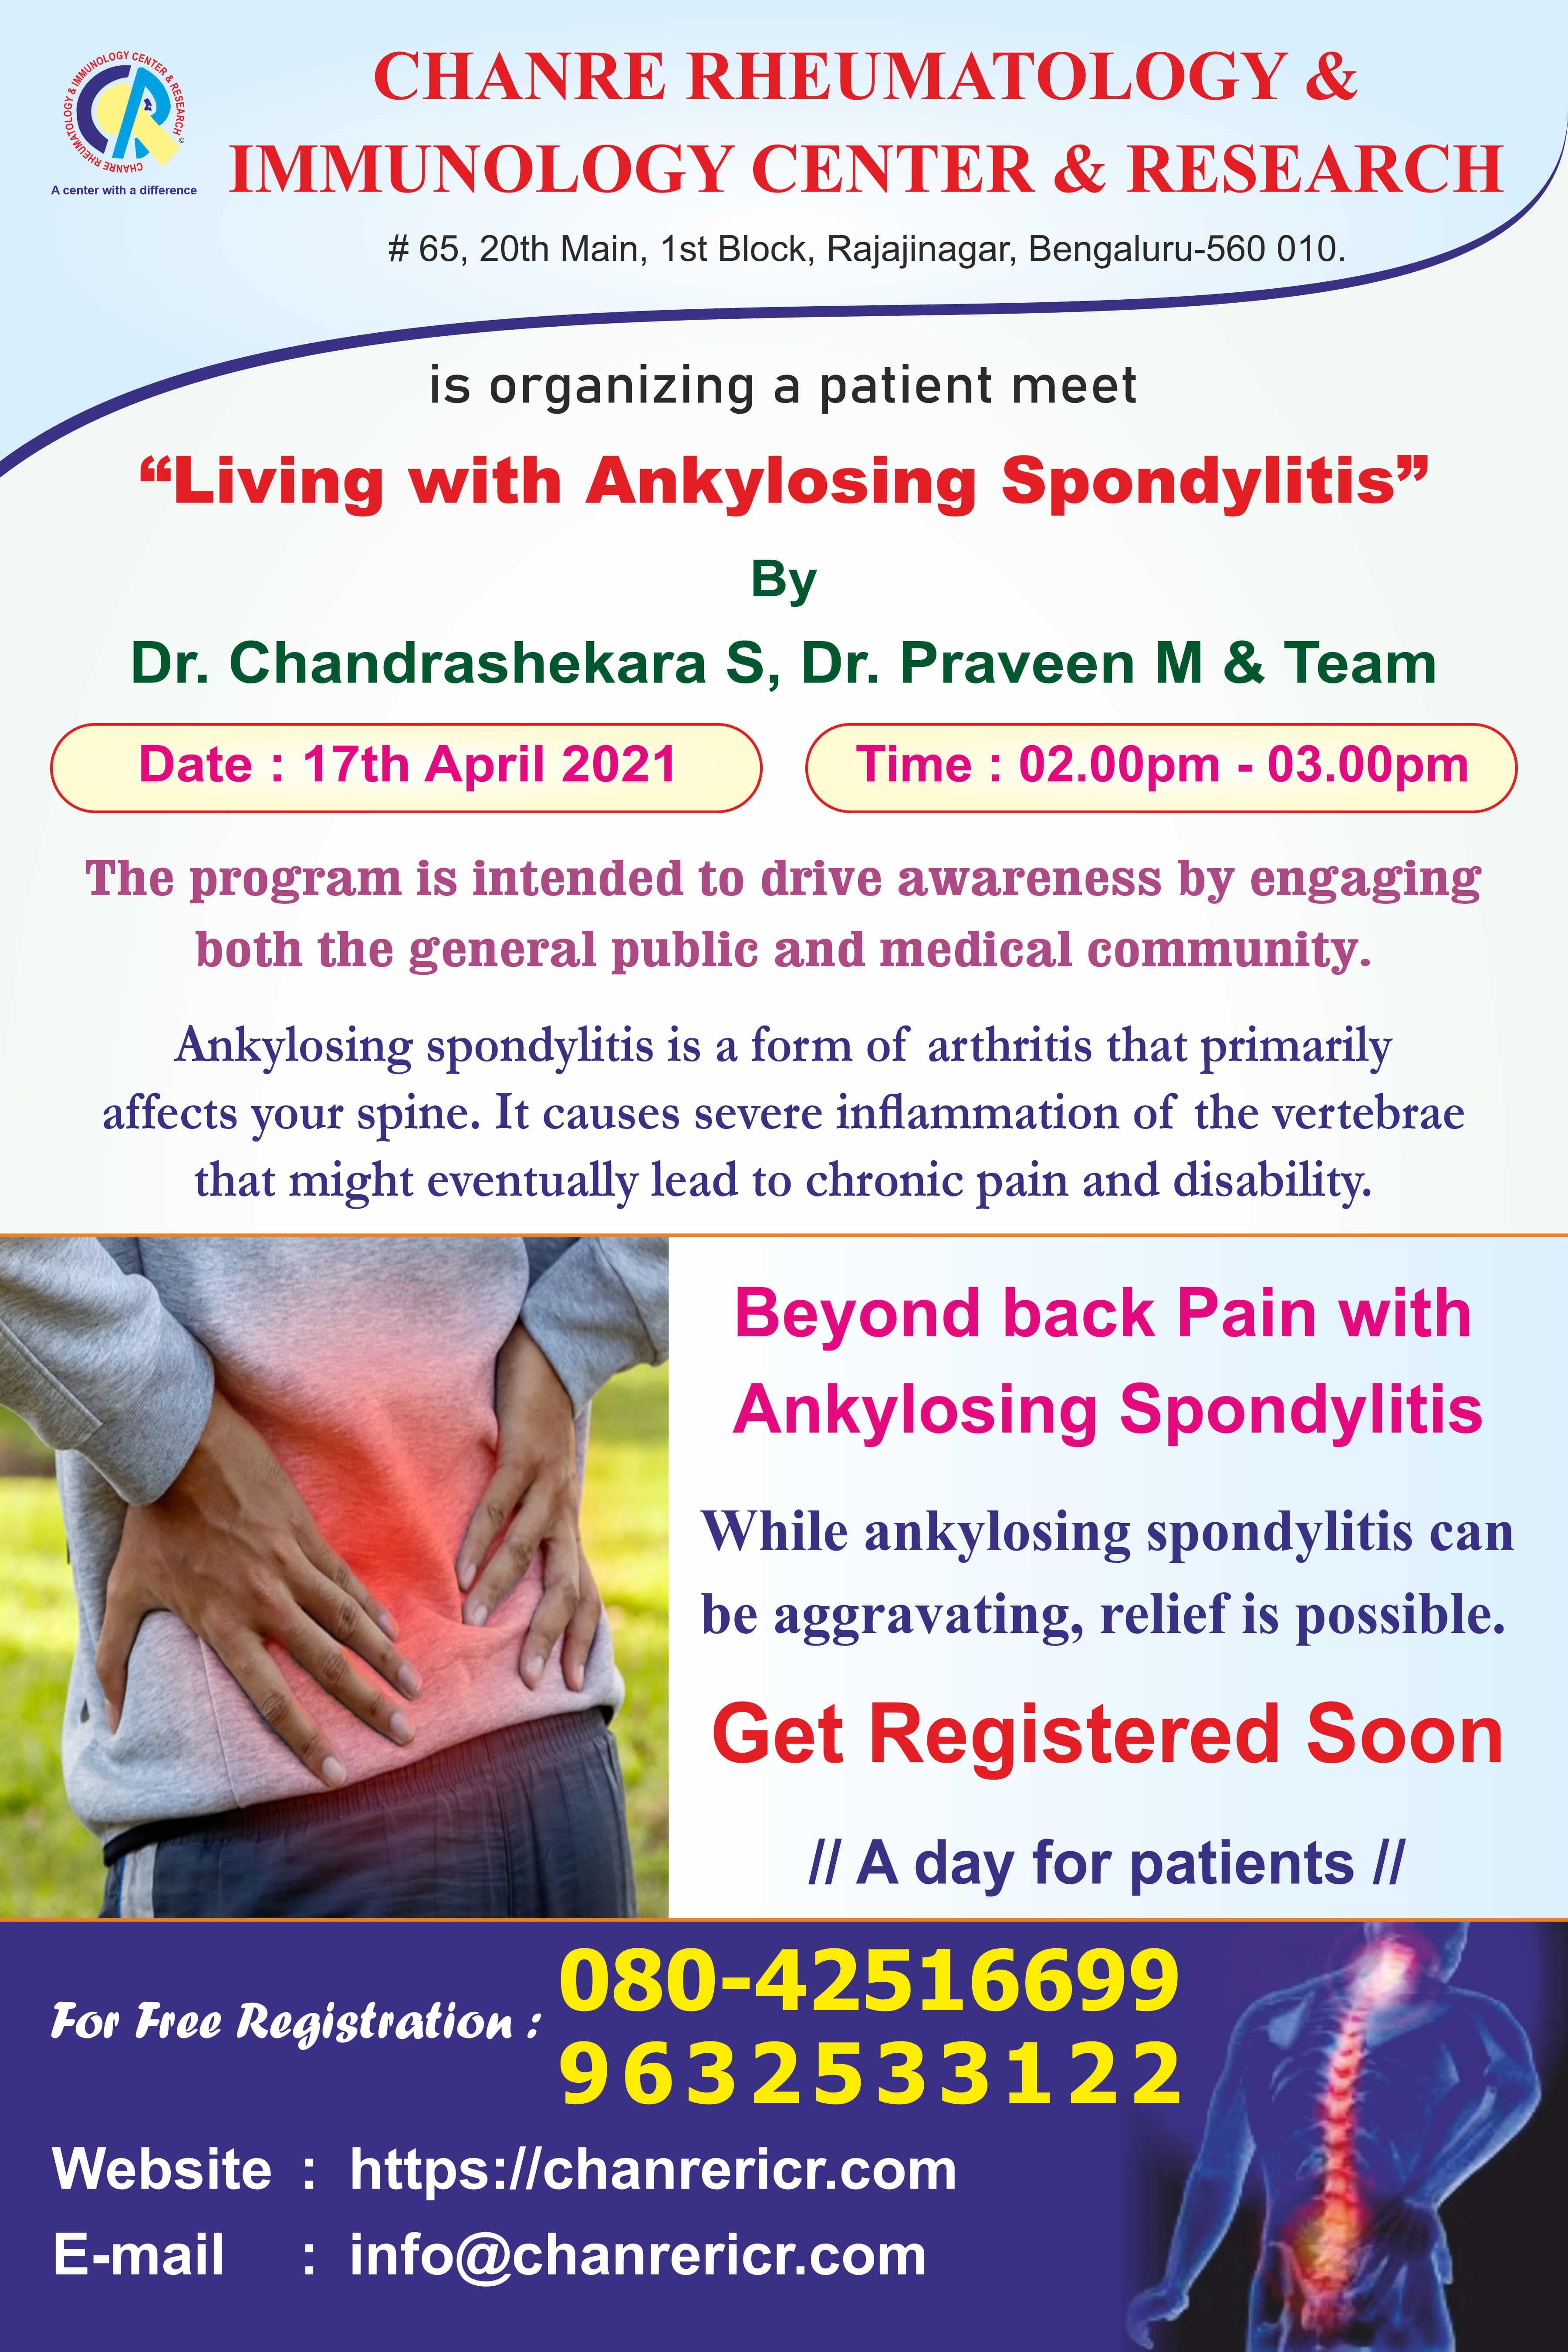 CHANRE RHEUMATOLOGY & IMMUNOLOGY CENTER & RESEARCH
©
A center with a difference
CHANRE RHEUMATOLOGY &
IMMUNOLOGY CENTER & RESEARCH
# 65, 20th Main, 1st Block, Rajajinagar, Bengaluru-560 010.
is organizing a patient meet
“Living with Ankylosing Spondylitis”
By
Dr. Chandrashekara S, Dr. Praveen M & Team
Date : 17th April 2021
Time : 02.00pm - 03.00pm
The program is intended to drive awareness by engaging
both the general public and medical community.
Ankylosing spondylitis is a form of arthritis that primarily
affects your spine. It causes severe inflammation of the vertebrae
that might eventually lead to chronic pain and disability.
Beyond back Pain with
Ankylosing Spondylitis
While ankylosing spondylitis can
be aggravating, relief is possible.
Get Registered Soon
// A day for patients //
For Free Registration :
080-42516699
9632533122
Website : https://chanrericr.com
E-mail : info@chanrericr.com